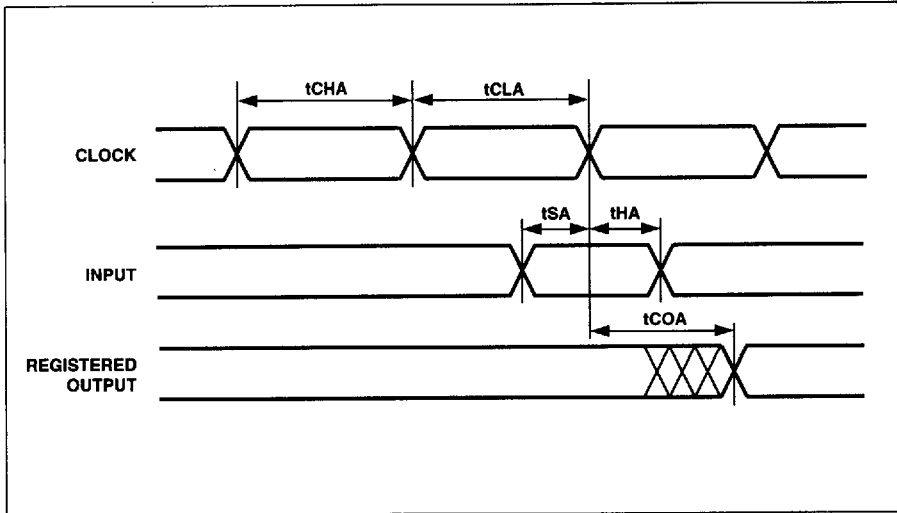 tCHA
tCLA
CLOCK
tSA
tHA
INPUT
tCOA
REGISTERED
OUTPUT